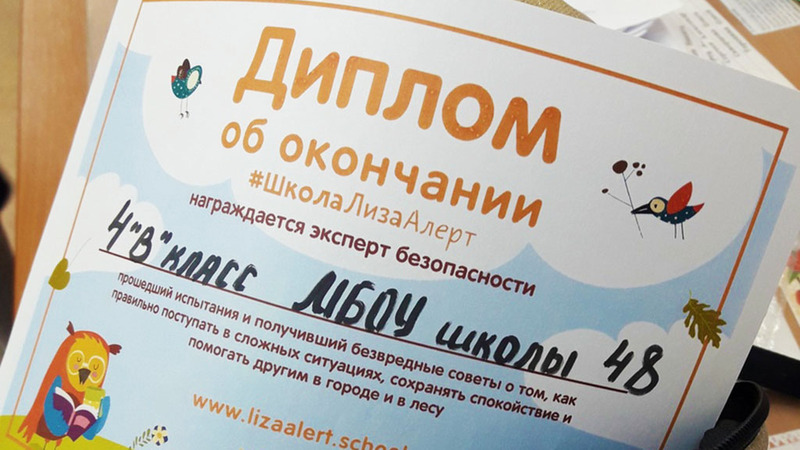 Диплом
об окончании
#ШколаЛизаАлерт
награждается эксперт безопасности
4 "В" класс МБОУ школы 48
прошедший испытания и получивший безвредные советы о том, как
правильно поступать в сложных ситуациях, сохранять спокойствие и
помогать другим в городе и в лесу
www.lizaalert.school